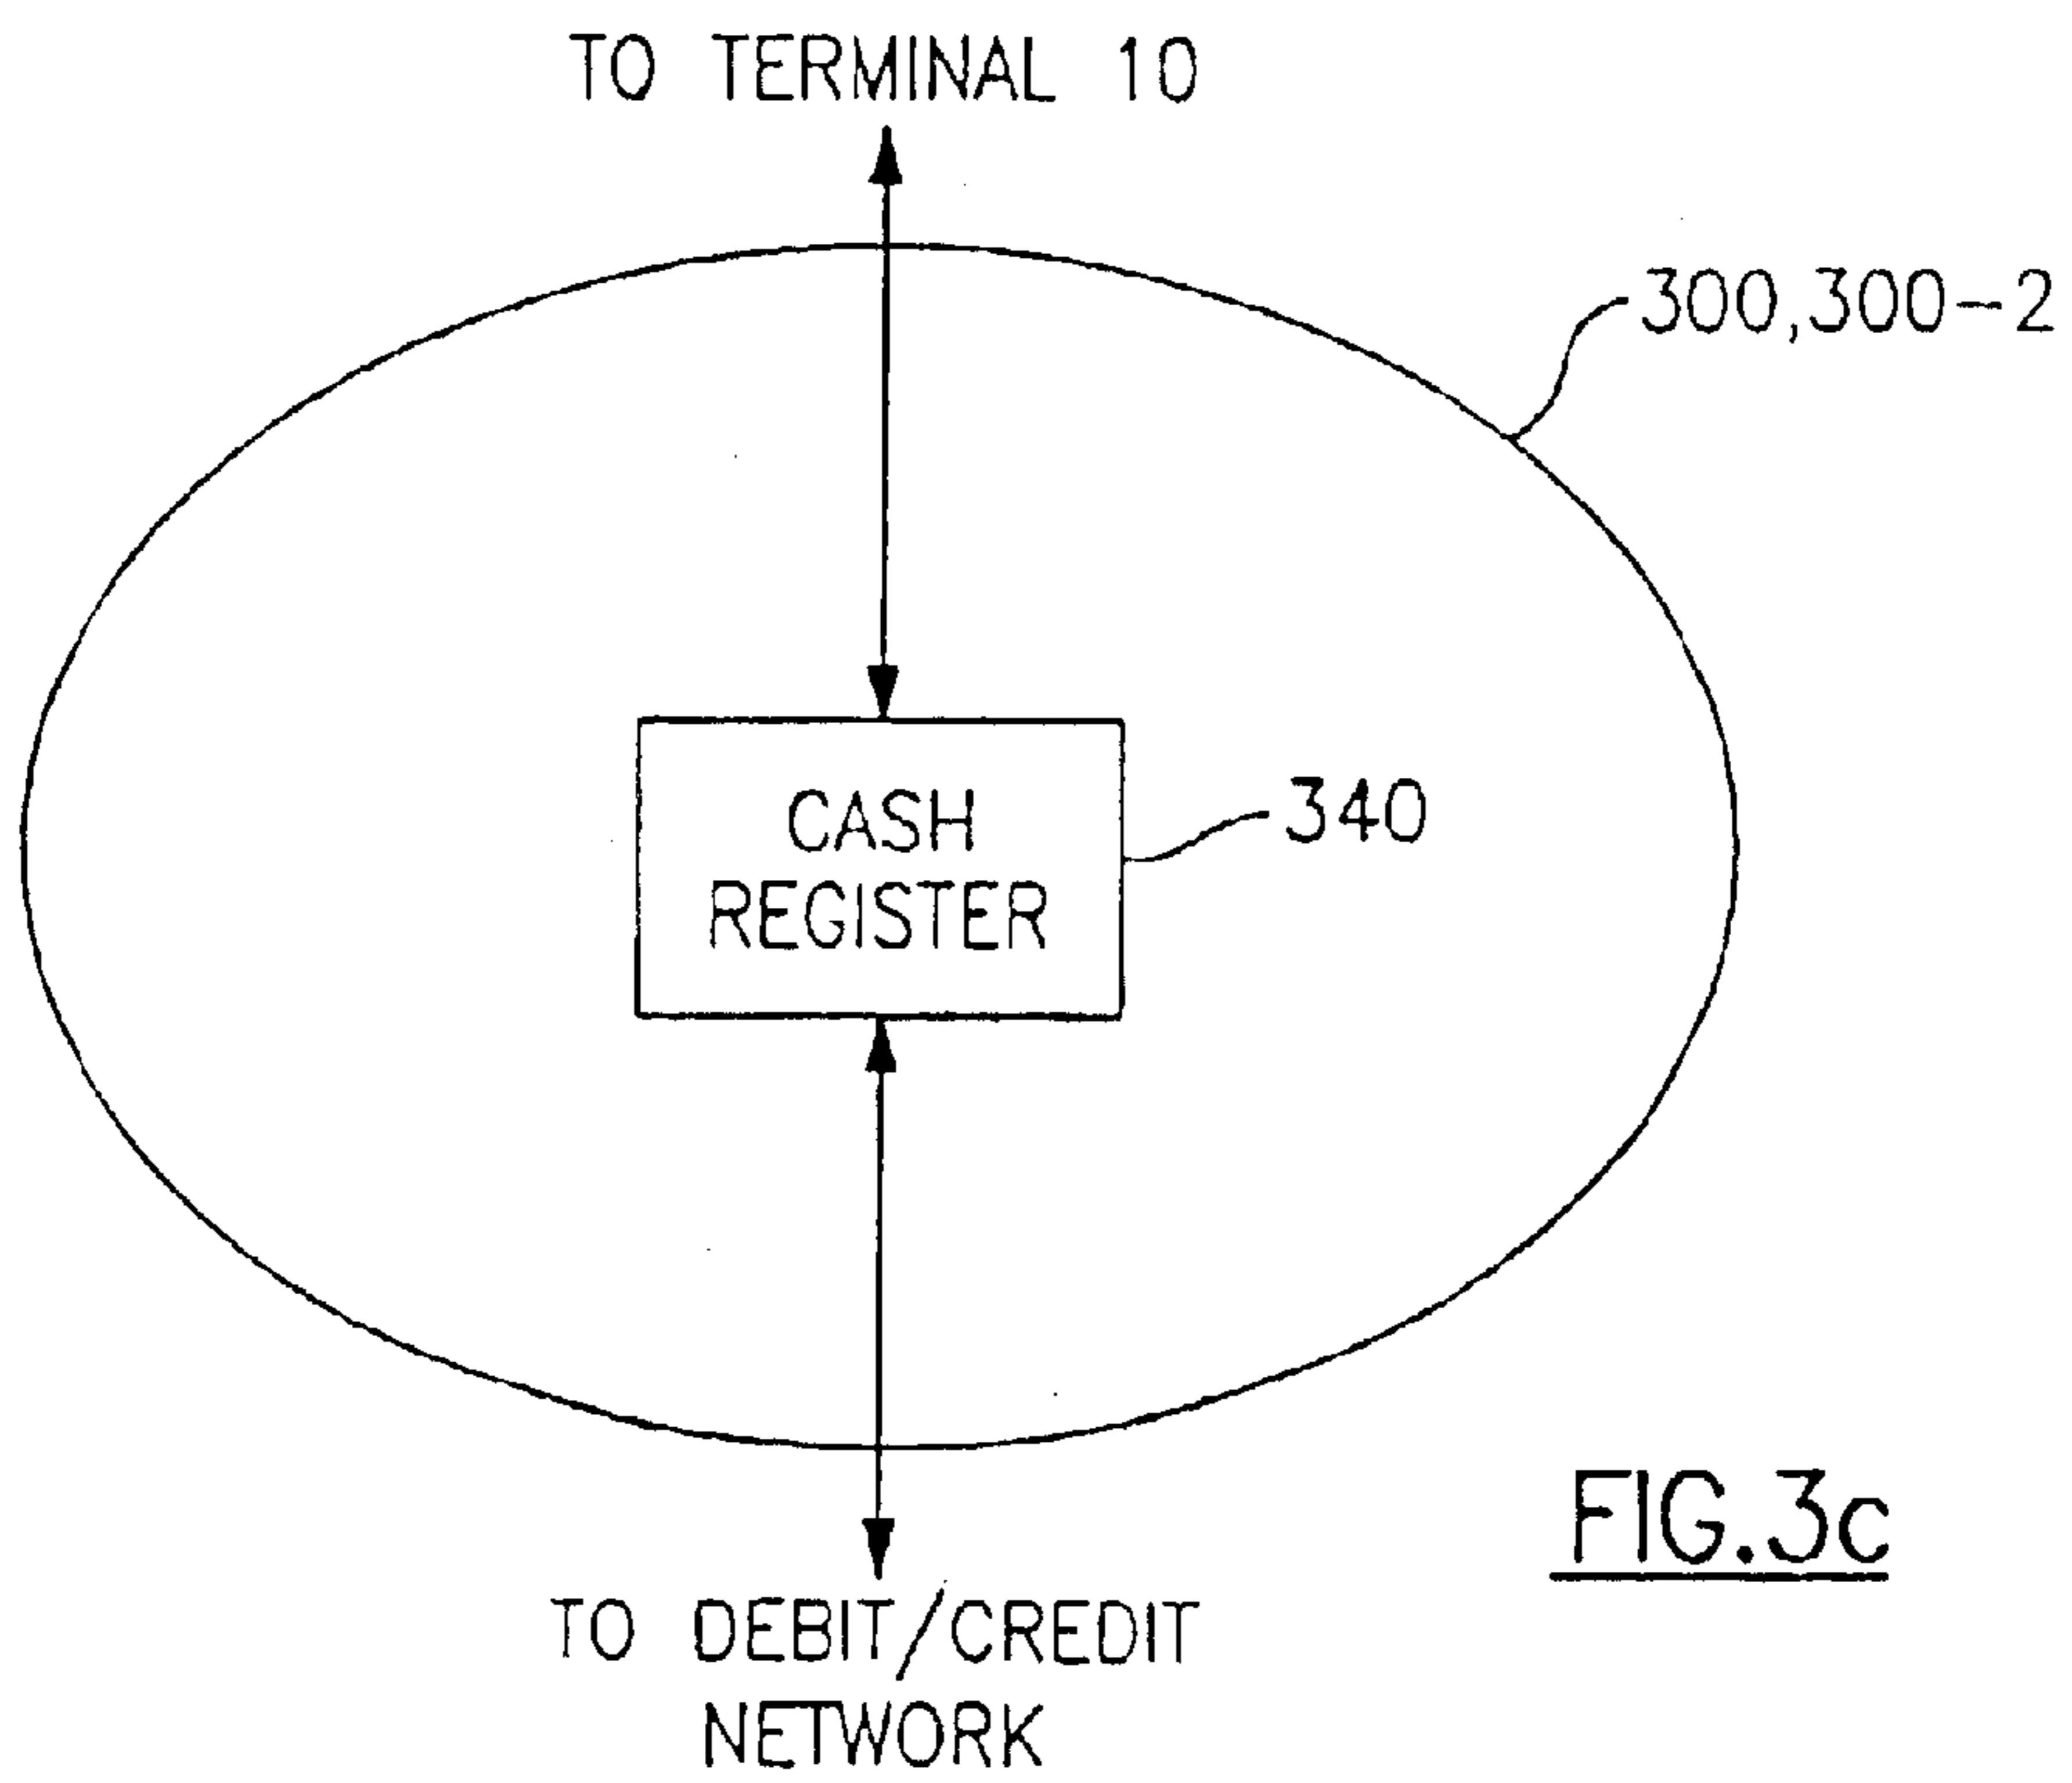 TO TERMINAL 10
300,300-2
CASH
REGISTER
340
FIG.3c
TO DEBIT/CREDIT
NETWORK